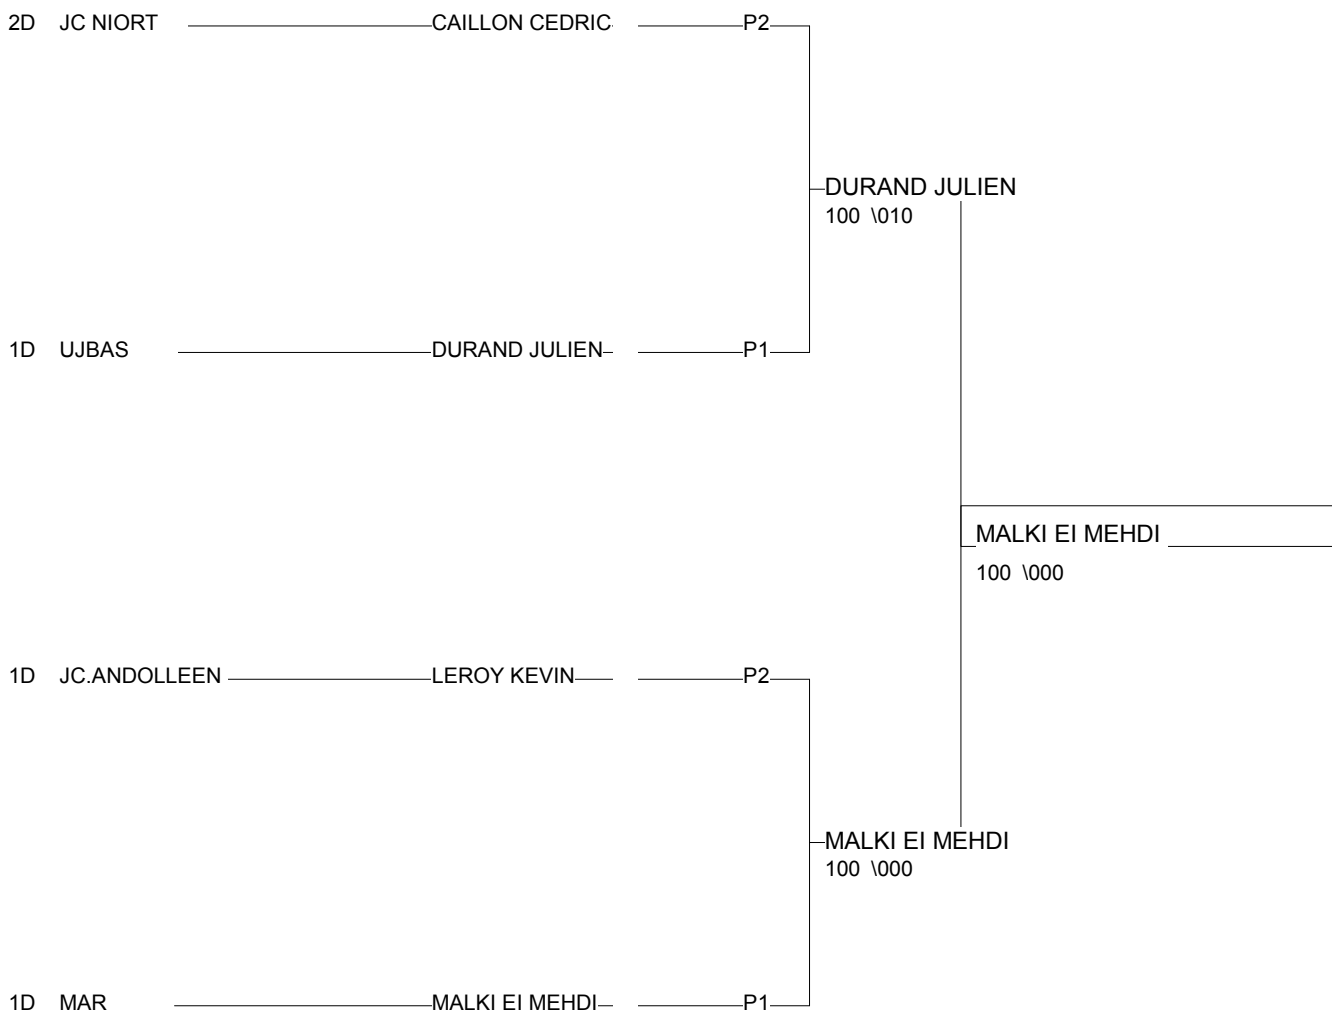 2D JC NIORT CAILLON CEDRIC P2
DURAND JULIEN
100 \010
1D UJBAS DURAND JULIEN P1
MALKI EI MEHDI
100 \000
1D JC.ANDOLLEEN LEROY KEVIN P2
MALKI EI MEHDI
100 \000
1D MAR MALKI EI MEHDI P1